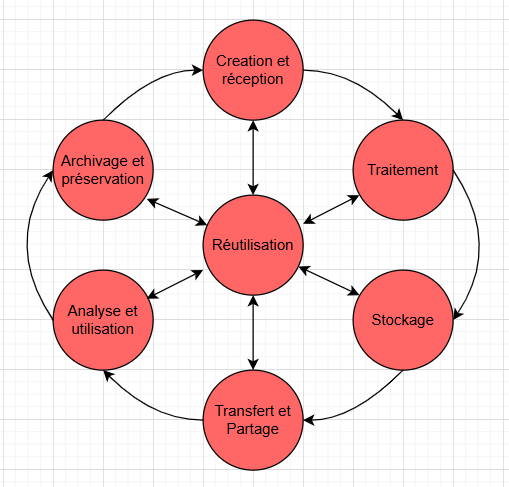 Creation et
réception
Archivage et
préservation
Traitement
Réutilisation
Analyse et
utilisation
Stockage
Transfert et
Partage